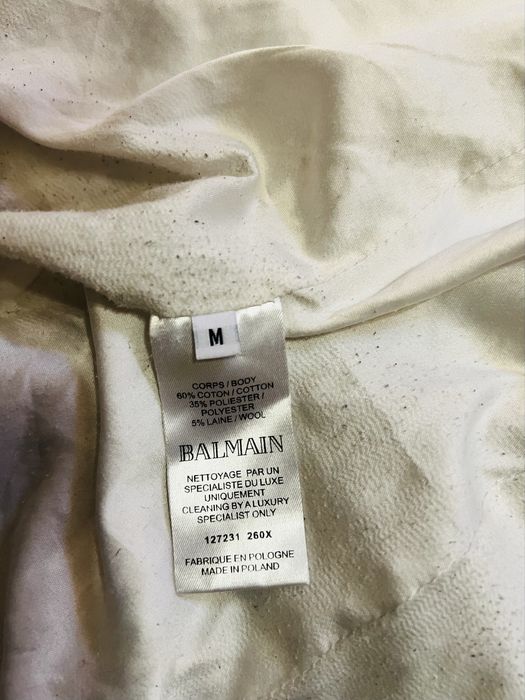 M
CORPS / BODY
60% COTON / COTTON
35% POLIESTER /
POLYESTER
5% LAINE / WOOL
BALMAIN
NETTOYAGE PAR UN
SPECIALISTE DU LUXE
UNIQUEMENT
CLEANING BY A LUXURY
SPECIALIST ONLY
127231 260X
FABRIQUE EN POLOGNE
MADE IN POLAND